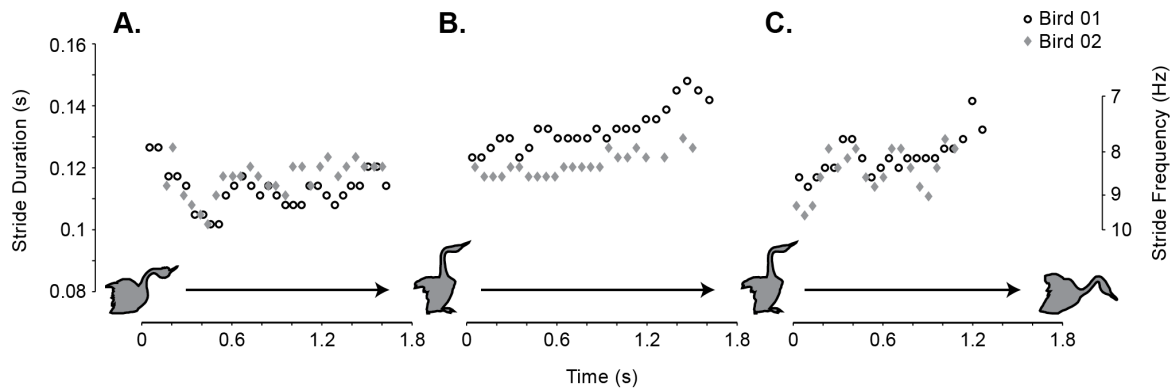 A.
B.
C.
Bird 01
Bird 02
Stride Duration (s)
0.16
0.14
0.12
0.1
0.08
7
8
9
10
Stride Frequency (Hz)
0 0.6 1.2 1.8 0 0.6 1.2 1.8 0 0.6 1.2 1.8
Time (s)